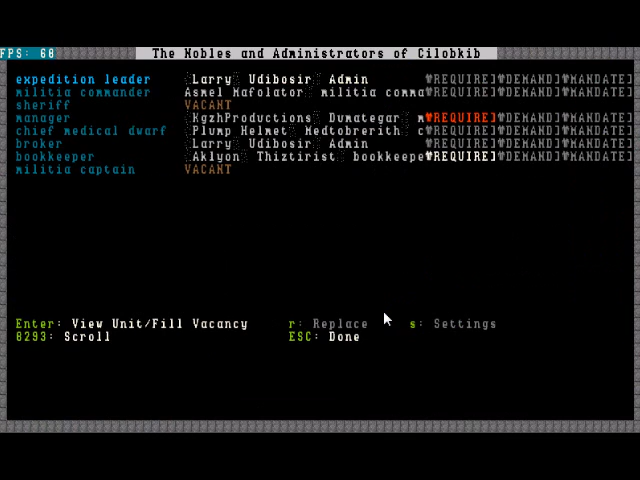 FPS: 68
The Nobles and Administrators of Cilobkib
expedition leader `Larry` Udibosir` Admin [REQUIRE] [DEMAND] [MANDATE]
militia commander Asmel Mafolator` militia comma [REQUIRE] [DEMAND] [MANDATE]
sheriff VACANT
manager `KgzhProductions` Dumategar` m [REQUIRE] [DEMAND] [MANDATE]
chief medical dwarf `Plump Helmet` Medtobrerith` c [REQUIRE] [DEMAND] [MANDATE]
broker `Larry` Udibosir` Admin [REQUIRE] [DEMAND] [MANDATE]
bookkeeper `Aklyon` Thiztirist` bookkeepe [REQUIRE] [DEMAND] [MANDATE]
militia captain VACANT
Enter: View Unit/Fill Vacancy r: Replace s: Settings
8293: Scroll ESC: Done